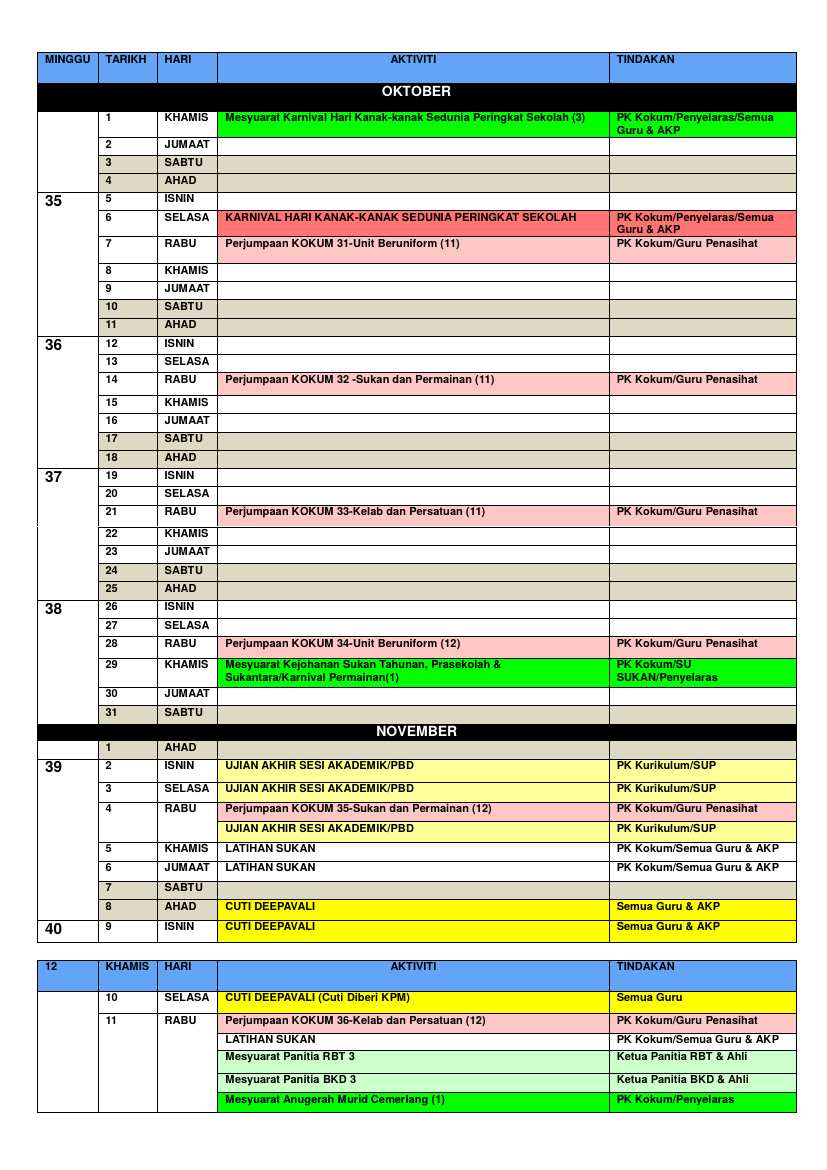 MINGGU TARIKH HARI AKTIVITI TINDAKAN
OKTOBER
1 KHAMIS Mesyuarat Karnival Hari Kanak-kanak Sedunia Peringkat Sekolah (3) PK Kokum/Penyelaras/Semua
Guru & AKP
2 JUMAAT
3 SABTU
4 AHAD
35 5 ISNIN
6 SELASA KARNIVAL HARI KANAK-KANAK SEDUNIA PERINGKAT SEKOLAH PK Kokum/Penyelaras/Semua
Guru & AKP
7 RABU Perjumpaan KOKUM 31-Unit Beruniform (11) PK Kokum/Guru Penasihat
8 KHAMIS
9 JUMAAT
10 SABTU
11 AHAD
36 12 ISNIN
13 SELASA
14 RABU Perjumpaan KOKUM 32 -Sukan dan Permainan (11) PK Kokum/Guru Penasihat
15 KHAMIS
16 JUMAAT
17 SABTU
18 AHAD
37 19 ISNIN
20 SELASA
21 RABU Perjumpaan KOKUM 33-Kelab dan Persatuan (11) PK Kokum/Guru Penasihat
22 KHAMIS
23 JUMAAT
24 SABTU
25 AHAD
38 26 ISNIN
27 SELASA
28 RABU Perjumpaan KOKUM 34-Unit Beruniform (12) PK Kokum/Guru Penasihat
29 KHAMIS Mesyuarat Kejohanan Sukan Tahunan, Prasekolah & PK Kokum/SU
Sukantara/Karnival Permainan(1) SUKAN/Penyelaras
30 JUMAAT
31 SABTU
NOVEMBER
1 AHAD
39 2 ISNIN UJIAN AKHIR SESI AKADEMIK/PBD PK Kurikulum/SUP
3 SELASA UJIAN AKHIR SESI AKADEMIK/PBD PK Kurikulum/SUP
4 RABU Perjumpaan KOKUM 35-Sukan dan Permainan (12) PK Kokum/Guru Penasihat
UJIAN AKHIR SESI AKADEMIK/PBD PK Kurikulum/SUP
5 KHAMIS LATIHAN SUKAN PK Kokum/Semua Guru & AKP
6 JUMAAT LATIHAN SUKAN PK Kokum/Semua Guru & AKP
7 SABTU
8 AHAD CUTI DEEPAVALI Semua Guru & AKP
40 9 ISNIN CUTI DEEPAVALI Semua Guru & AKP
12 KHAMIS HARI AKTIVITI TINDAKAN
10 SELASA CUTI DEEPAVALI (Cuti Diberi KPM) Semua Guru
11 RABU Perjumpaan KOKUM 36-Kelab dan Persatuan (12) PK Kokum/Guru Penasihat
LATIHAN SUKAN PK Kokum/Semua Guru & AKP
Mesyuarat Panitia RBT 3 Ketua Panitia RBT & Ahli
Mesyuarat Panitia BKD 3 Ketua Panitia BKD & Ahli
Mesyuarat Anugerah Murid Cemerlang (1) PK Kokum/Penyelaras